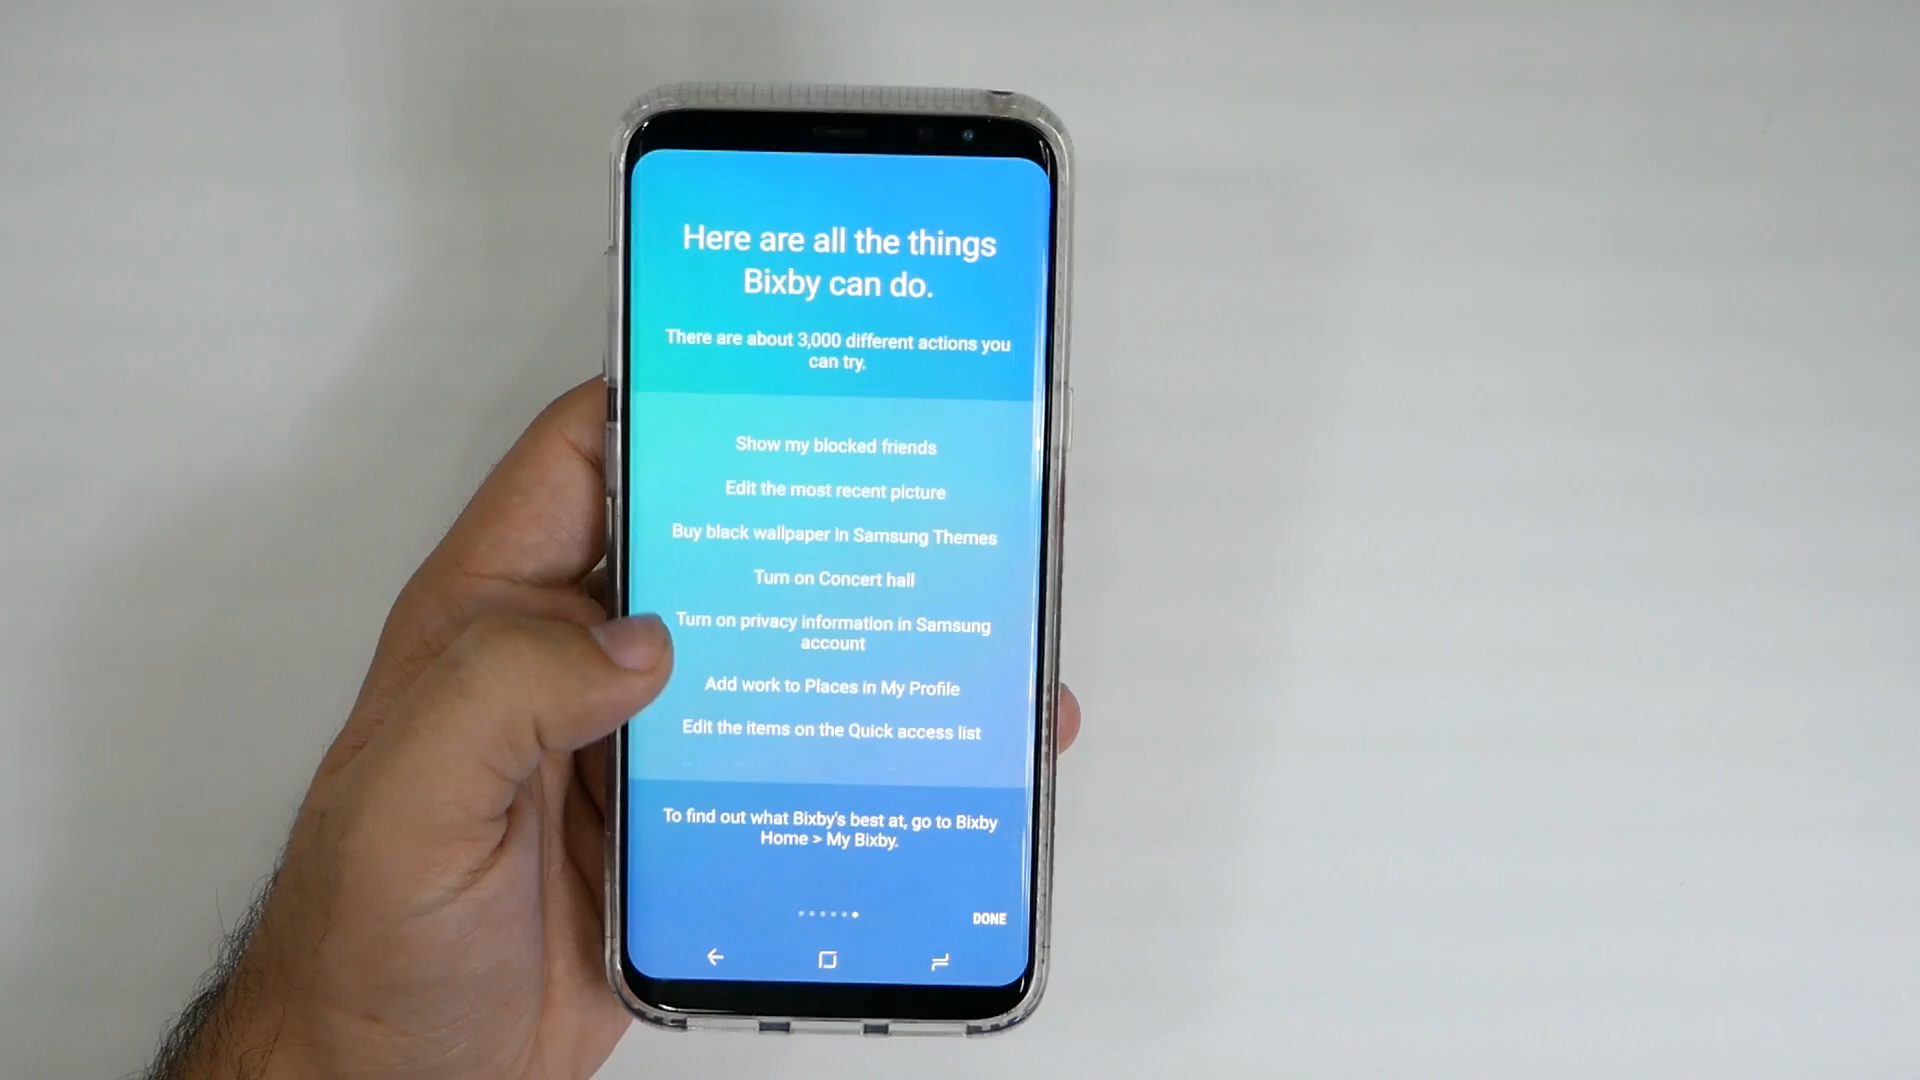 Here are all the things
Bixby can do.
There are about 3,000 different actions you
can try.
Show my blocked friends
Edit the most recent picture
Buy black wallpaper in Samsung Themes
Turn on Concert hall
Turn on privacy information in Samsung
account
Add work to Places in My Profile
Edit the items on the Quick access list
To find out what Bixby's best at, go to Bixby
Home > My Bixby.
DONE